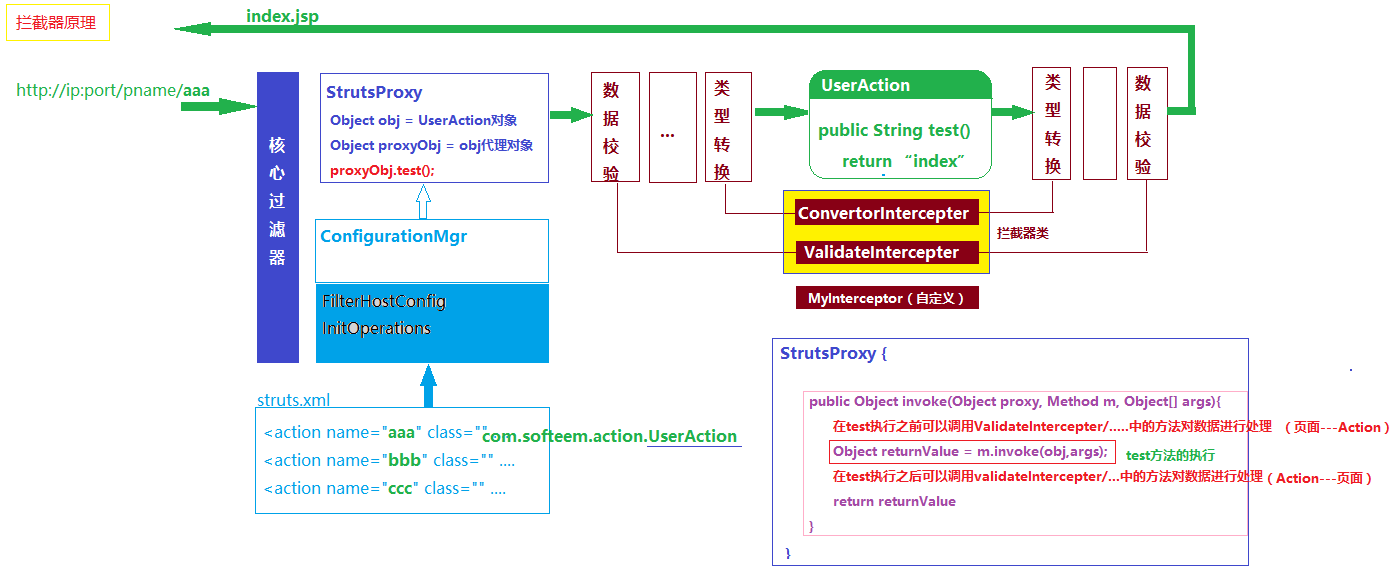 拦截器原理
index.jsp
http://ip:port/pname/aaa
核心过滤器
StrutsProxy
Object obj = UserAction对象
Object proxyObj = obj代理对象
proxyObj.test();
ConfigurationMgr
FilterHostConfig
InitOperations
struts.xml
<action name="aaa" class="" com.softeem.action.UserAction
<action name="bbb" class="" ....
<action name="ccc" class="" ....
数据校验
...
类型转换
UserAction
public String test()
return “index”
类型转换
数据校验
ConvertorIntercepter
ValidateIntercepter
拦截器类
MyInterceptor（自定义）
StrutsProxy {
public Object invoke(Object proxy, Method m, Object[] args){
在test执行之前可以调用ValidateIntercepter/.....中的方法对数据进行处理 （页面---Action）
Object returnValue = m.invoke(obj,args); test方法的执行
在test执行之后可以调用validateIntercepter/...中的方法对数据进行处理（Action---页面）
return returnValue
}
}